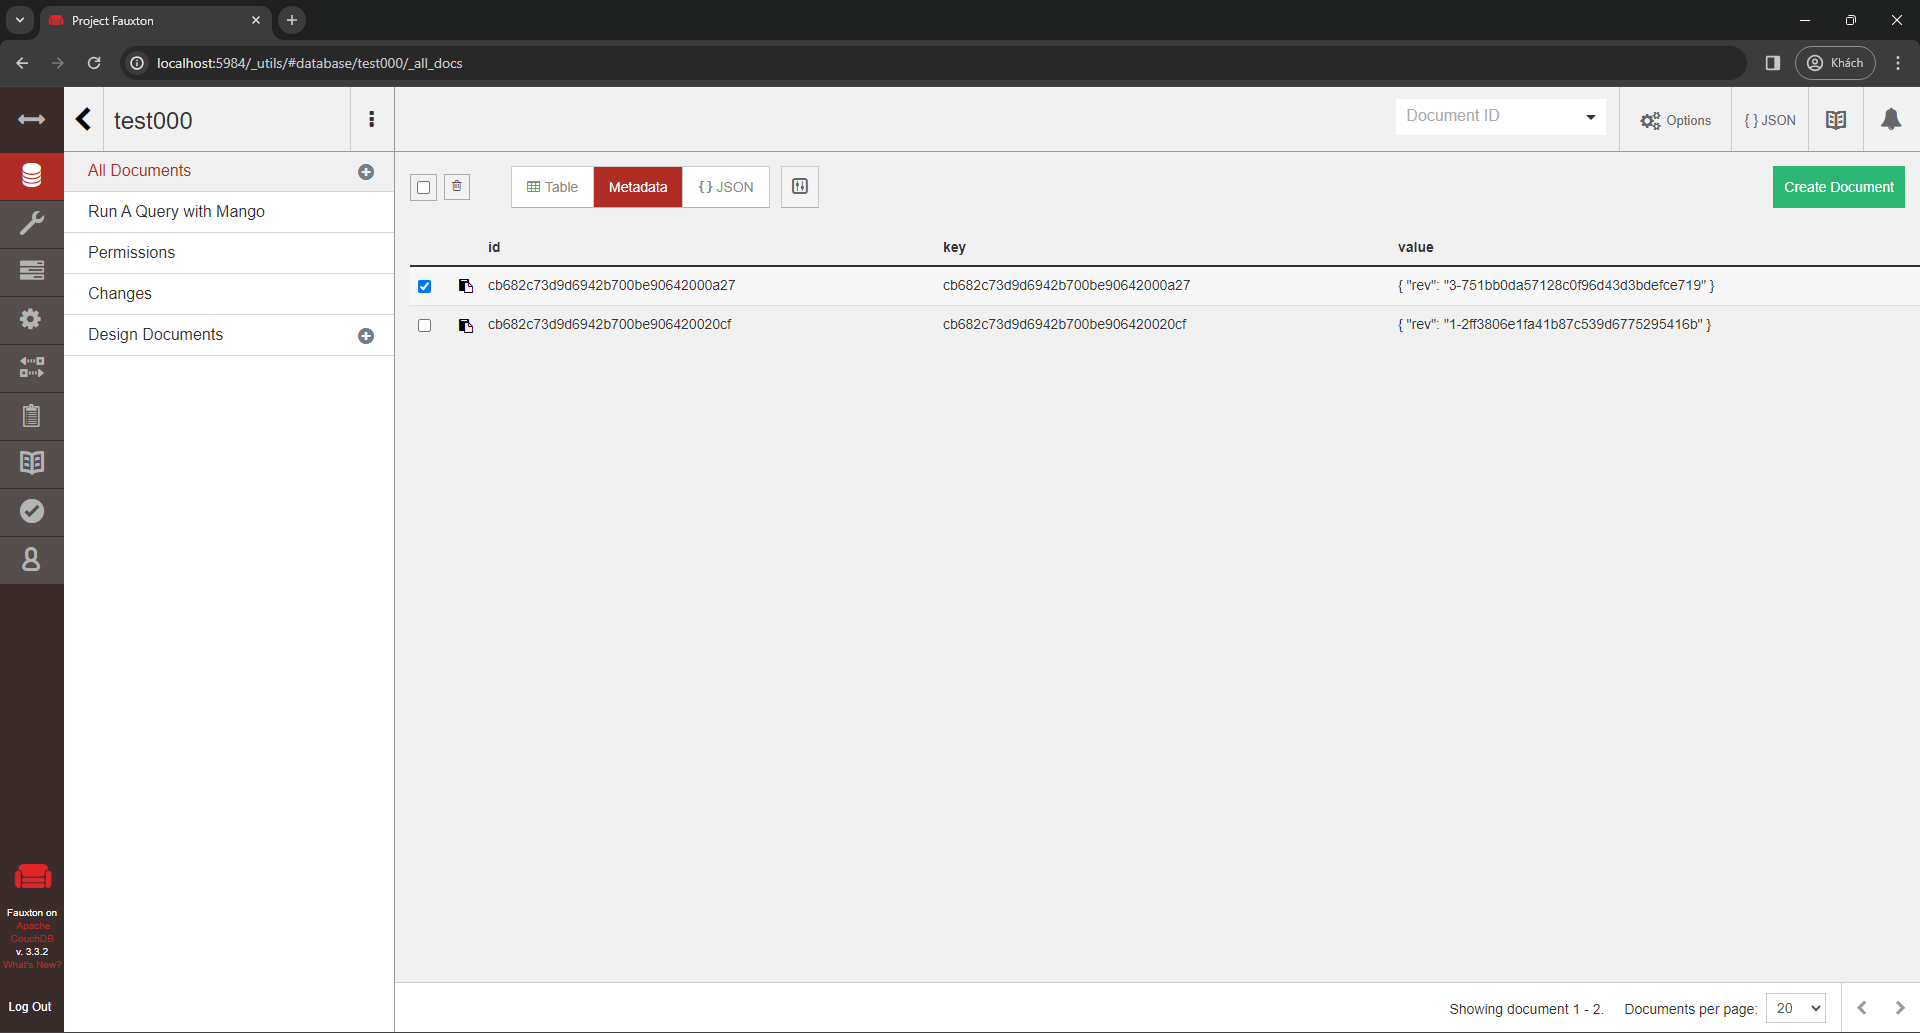 Project Fauxton
localhost:5984/_utils/#database/test000/_all_docs
Khách
test000
Document ID
Options
{ } JSON
All Documents
Run A Query with Mango
Permissions
Changes
Design Documents
Table
Metadata
{ } JSON
Create Document
id key value
cb682c73d9d6942b700be90642000a27 cb682c73d9d6942b700be90642000a27 { "rev": "3-751bb0da57128c0f96d43d3bdefce719" }
cb682c73d9d6942b700be906420020cf cb682c73d9d6942b700be906420020cf { "rev": "1-2ff3806e1fa41b87c539d6775295416b" }
Fauxton on
Apache
CouchDB
v. 3.3.2
What's New?
Log Out
Showing document 1 - 2. Documents per page: 20